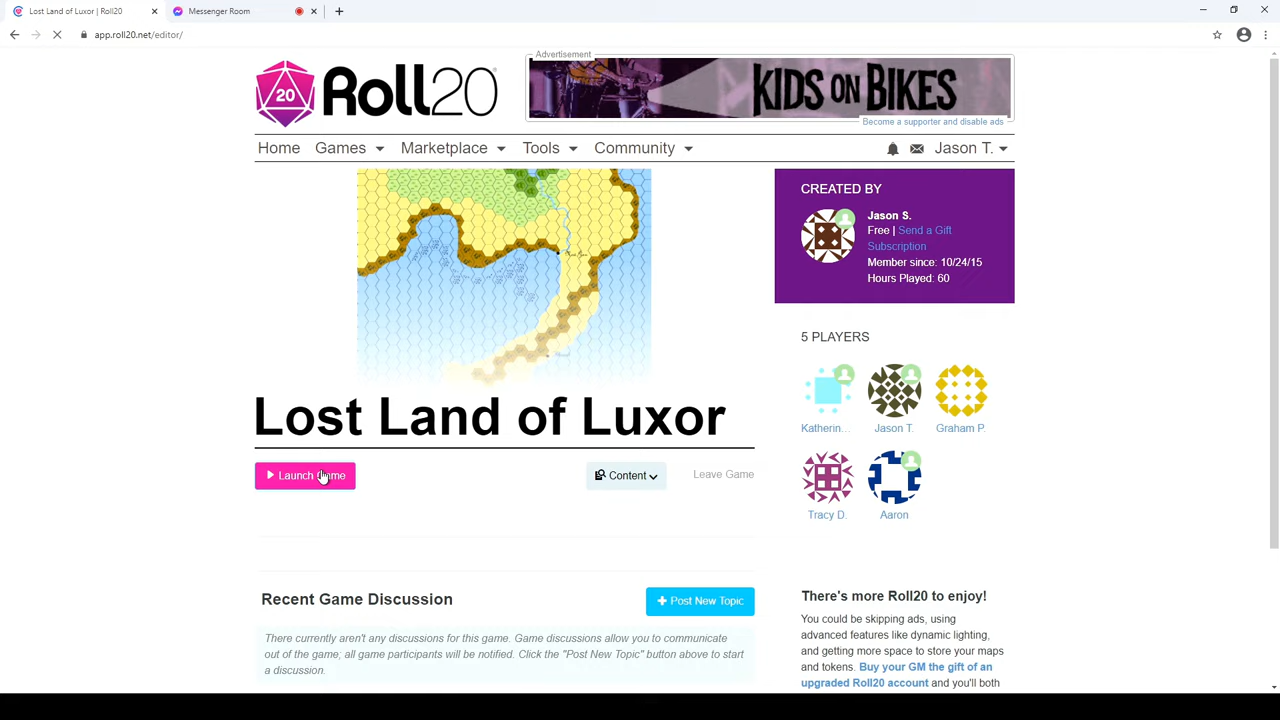 Lost Land of Luxor | Roll20
Messenger Room
app.roll20.net/editor/
20
Roll20
Advertisement
KIDS ON BIKES
Become a supporter and disable ads
Home Games Marketplace Tools Community Jason T.
CREATED BY
Jason S.
Free | Send a Gift
Subscription
Member since: 10/24/15
Hours Played: 60
5 PLAYERS
Katherin... Jason T. Graham P.
Tracy D. Aaron
Lost Land of Luxor
Launch Game Content Leave Game
Recent Game Discussion
Post New Topic
There currently aren't any discussions for this game. Game discussions allow you to communicate
out of the game; all game participants will be notified. Click the "Post New Topic" button above to start
a discussion.
There's more Roll20 to enjoy!
You could be skipping ads, using
advanced features like dynamic lighting,
and getting more space to store your maps
and tokens. Buy your GM the gift of an
upgraded Roll20 account and you'll both